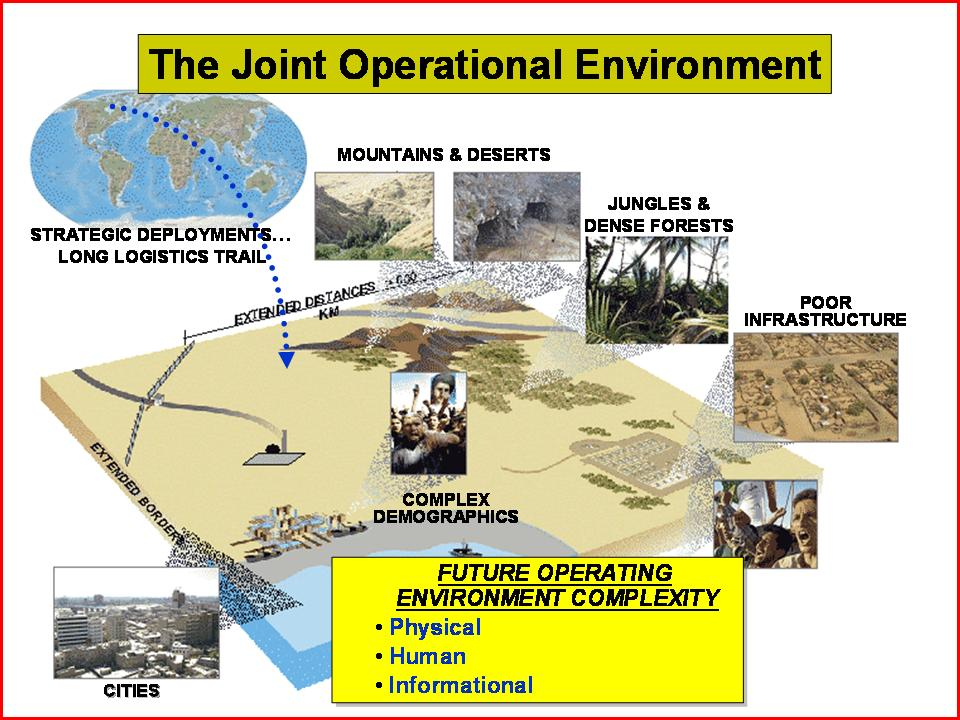 The Joint Operational Environment
MOUNTAINS & DESERTS
JUNGLES &
DENSE FORESTS
STRATEGIC DEPLOYMENTS…
LONG LOGISTICS TRAIL
EXTENDED DISTANCES
KM
POOR
INFRASTRUCTURE
EXTENDED BORDERS
COMPLEX
DEMOGRAPHICS
CITIES
FUTURE OPERATING
ENVIRONMENT COMPLEXITY
• Physical
• Human
• Informational